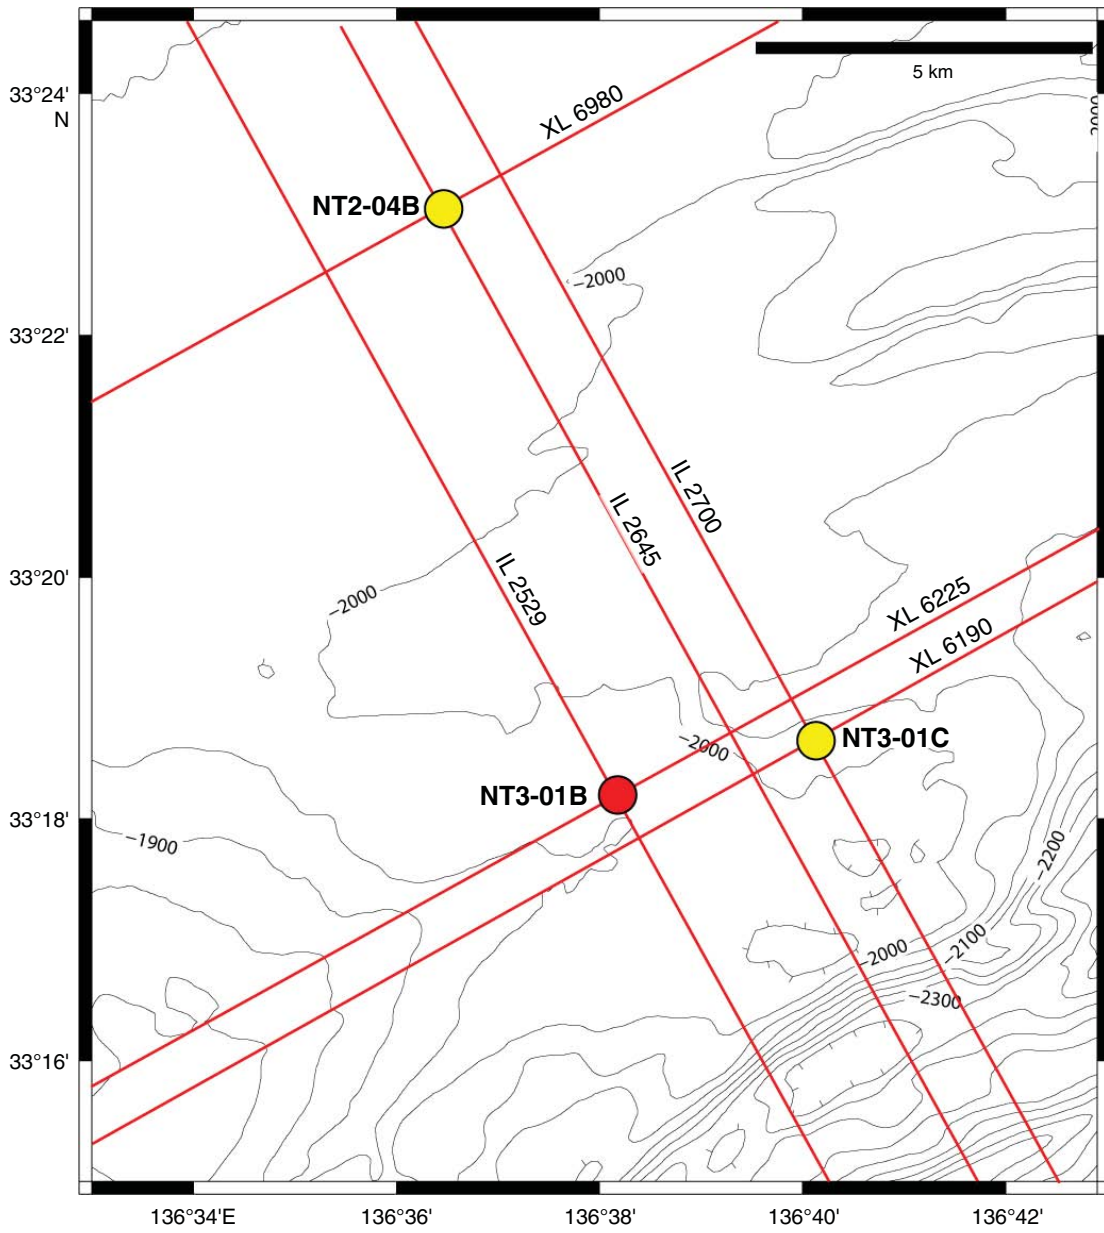 5 km
33°24'
N
XL 6980
NT2-04B
−2000
33°22'
IL 2700
IL 2645
IL 2529
33°20'
−2000
XL 6225
XL 6190
−2000
NT3-01C
NT3-01B
33°18'
−1900
−2200
−2100
−2000
−2300
33°16'
136°34'E
136°36'
136°38'
136°40'
136°42'